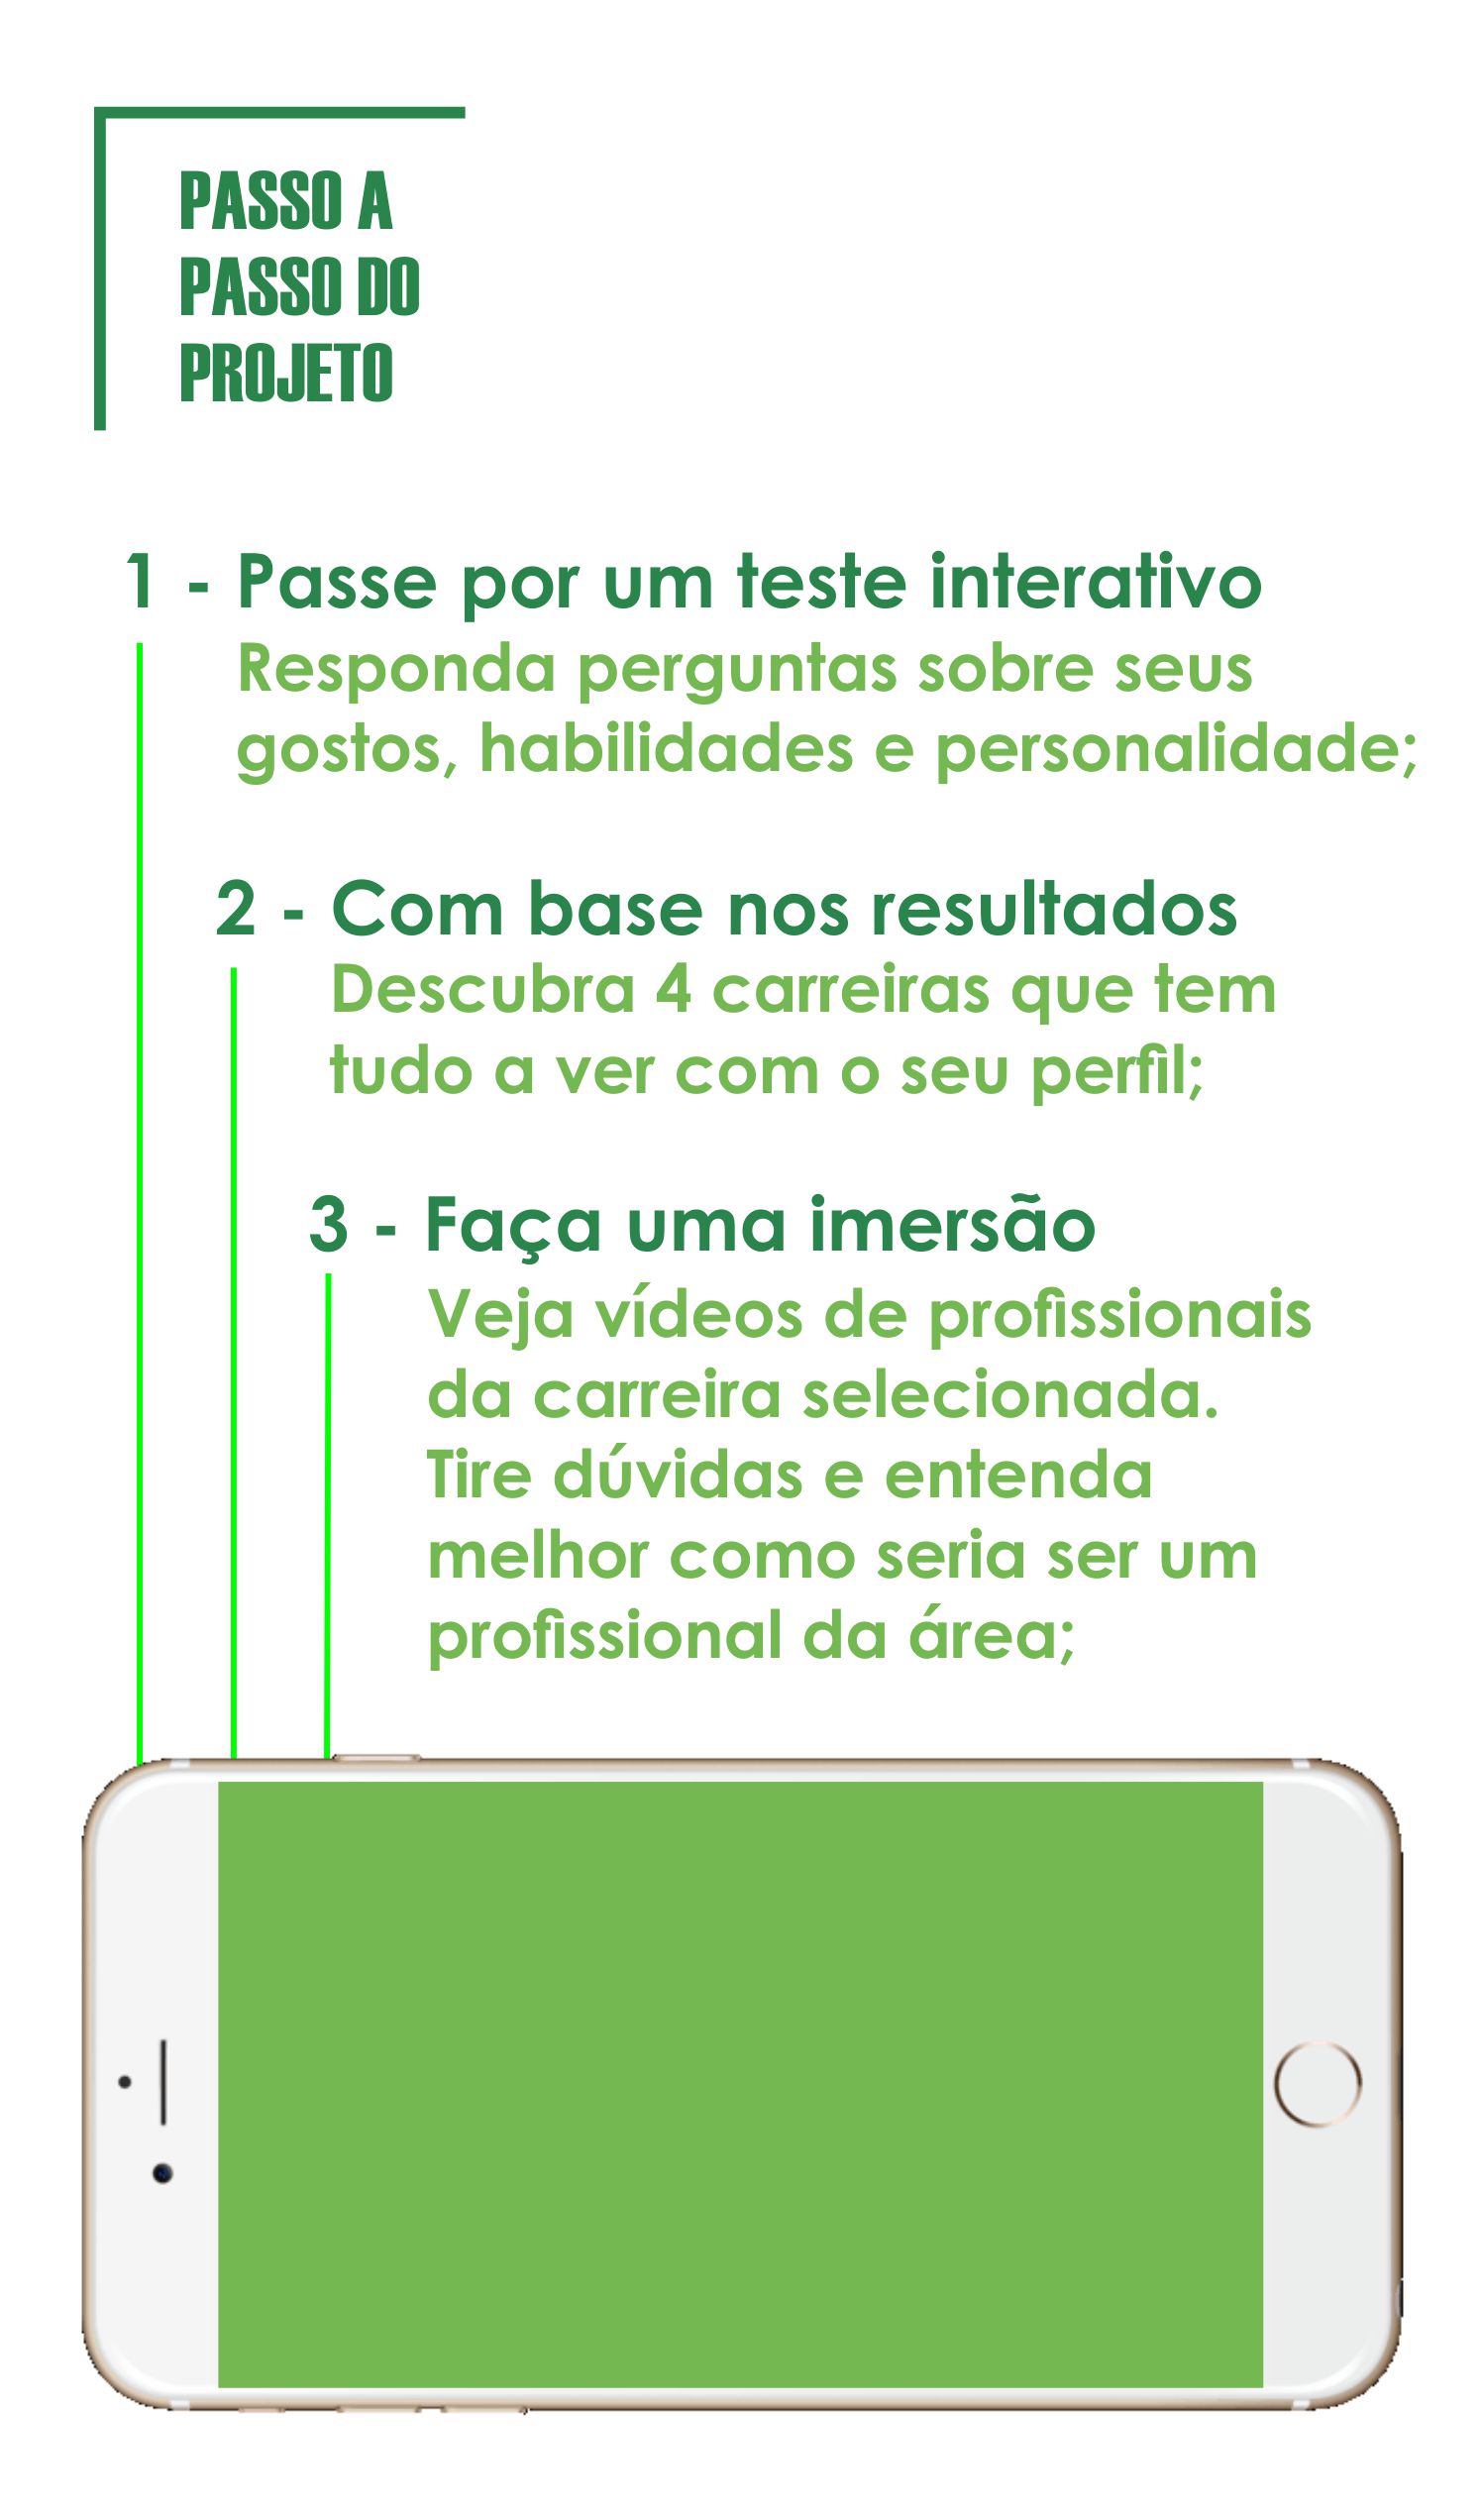 PASSO A
PASSO DO
PROJETO
1 - Passe por um teste interativo
Responda perguntas sobre seus
gostos, habilidades e personalidade;
2 - Com base nos resultados
Descubra 4 carreiras que tem
tudo a ver com o seu perfil;
3 - Faça uma imersão
Veja vídeos de profissionais
da carreira selecionada.
Tire dúvidas e entenda
melhor como seria ser um
profissional da área;